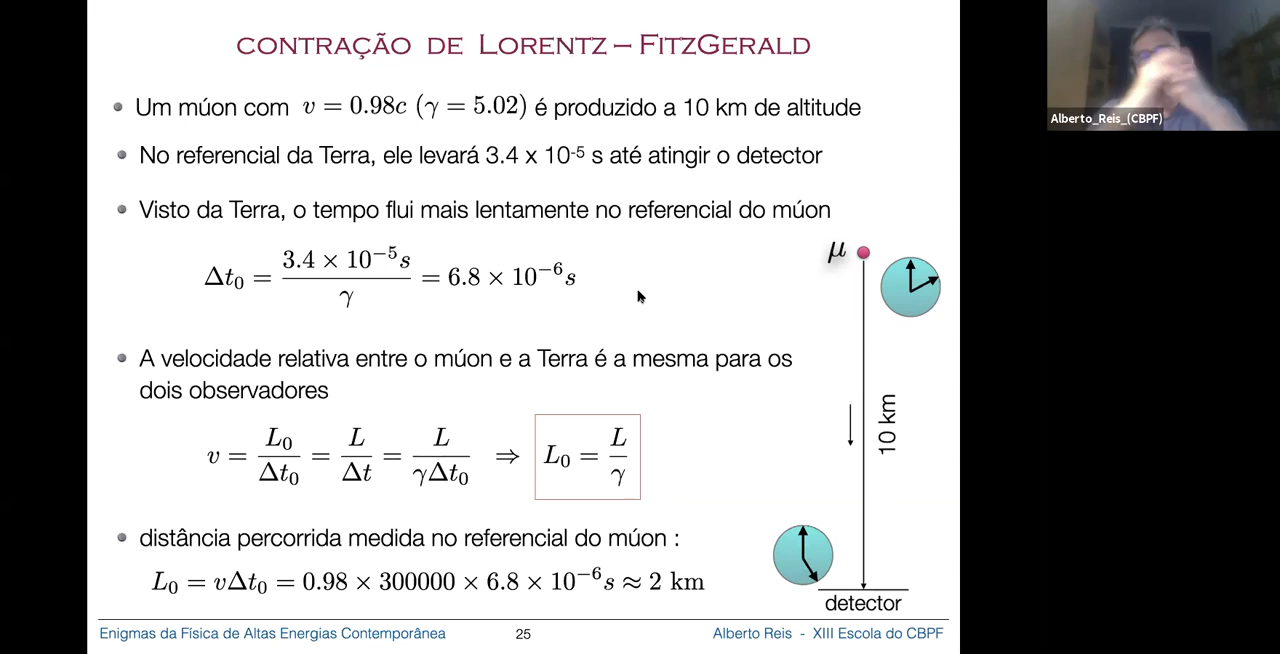 CONTRAÇÃO DE LORENTZ – FITZGERALD
Um múon com v = 0.98c (γ = 5.02) é produzido a 10 km de altitude
No referencial da Terra, ele levará 3.4 x 10⁻⁵ s até atingir o detector
Visto da Terra, o tempo flui mais lentamente no referencial do múon
Δt₀ = 3.4 × 10⁻⁵s / γ = 6.8 × 10⁻⁶s
A velocidade relativa entre o múon e a Terra é a mesma para os
dois observadores
v = L₀ / Δt₀ = L / Δt = L / γΔt₀ ⇒ L₀ = L / γ
distância percorrida medida no referencial do múon :
L₀ = vΔt₀ = 0.98 × 300000 × 6.8 × 10⁻⁶s ≈ 2 km
μ
10 km
detector
Enigmas da Física de Altas Energias Contemporânea
25
Alberto Reis - XIII Escola do CBPF
Alberto_Reis_(CBPF)